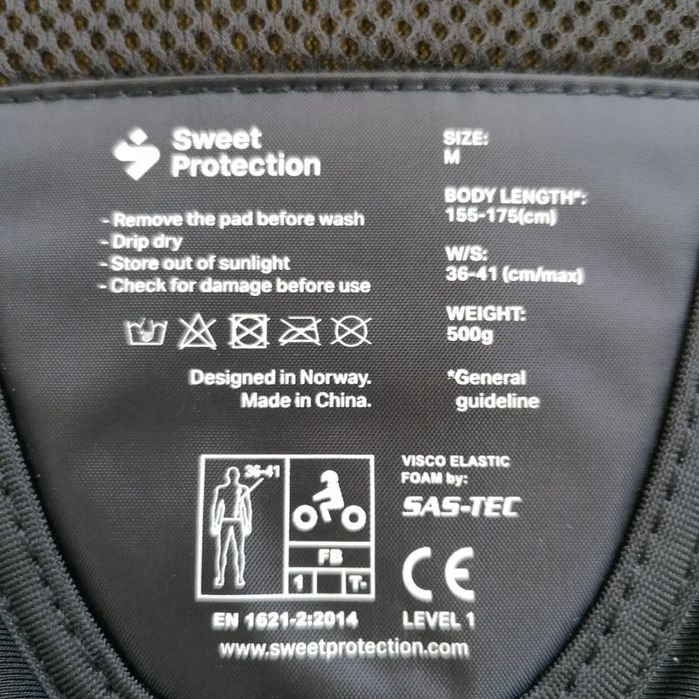 Sweet
Protection
- Remove the pad before wash
- Drip dry
- Store out of sunlight
- Check for damage before use
Designed in Norway.
Made in China.
SIZE:
M
BODY LENGTH*:
155-175(cm)
W/S:
36-41 (cm/max)
WEIGHT:
500g
*General
guideline
36-41
FB
1
T-
EN 1621-2:2014
VISCO ELASTIC
FOAM by:
SAS-TEC
CE
LEVEL 1
www.sweetprotection.com